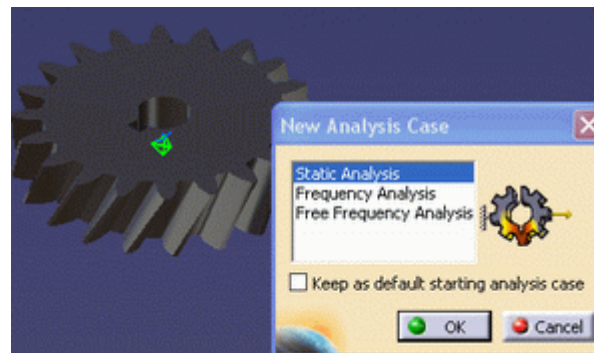 New Analysis Case
Static Analysis
Frequency Analysis
Free Frequency Analysis
Keep as default starting analysis case
OK
Cancel